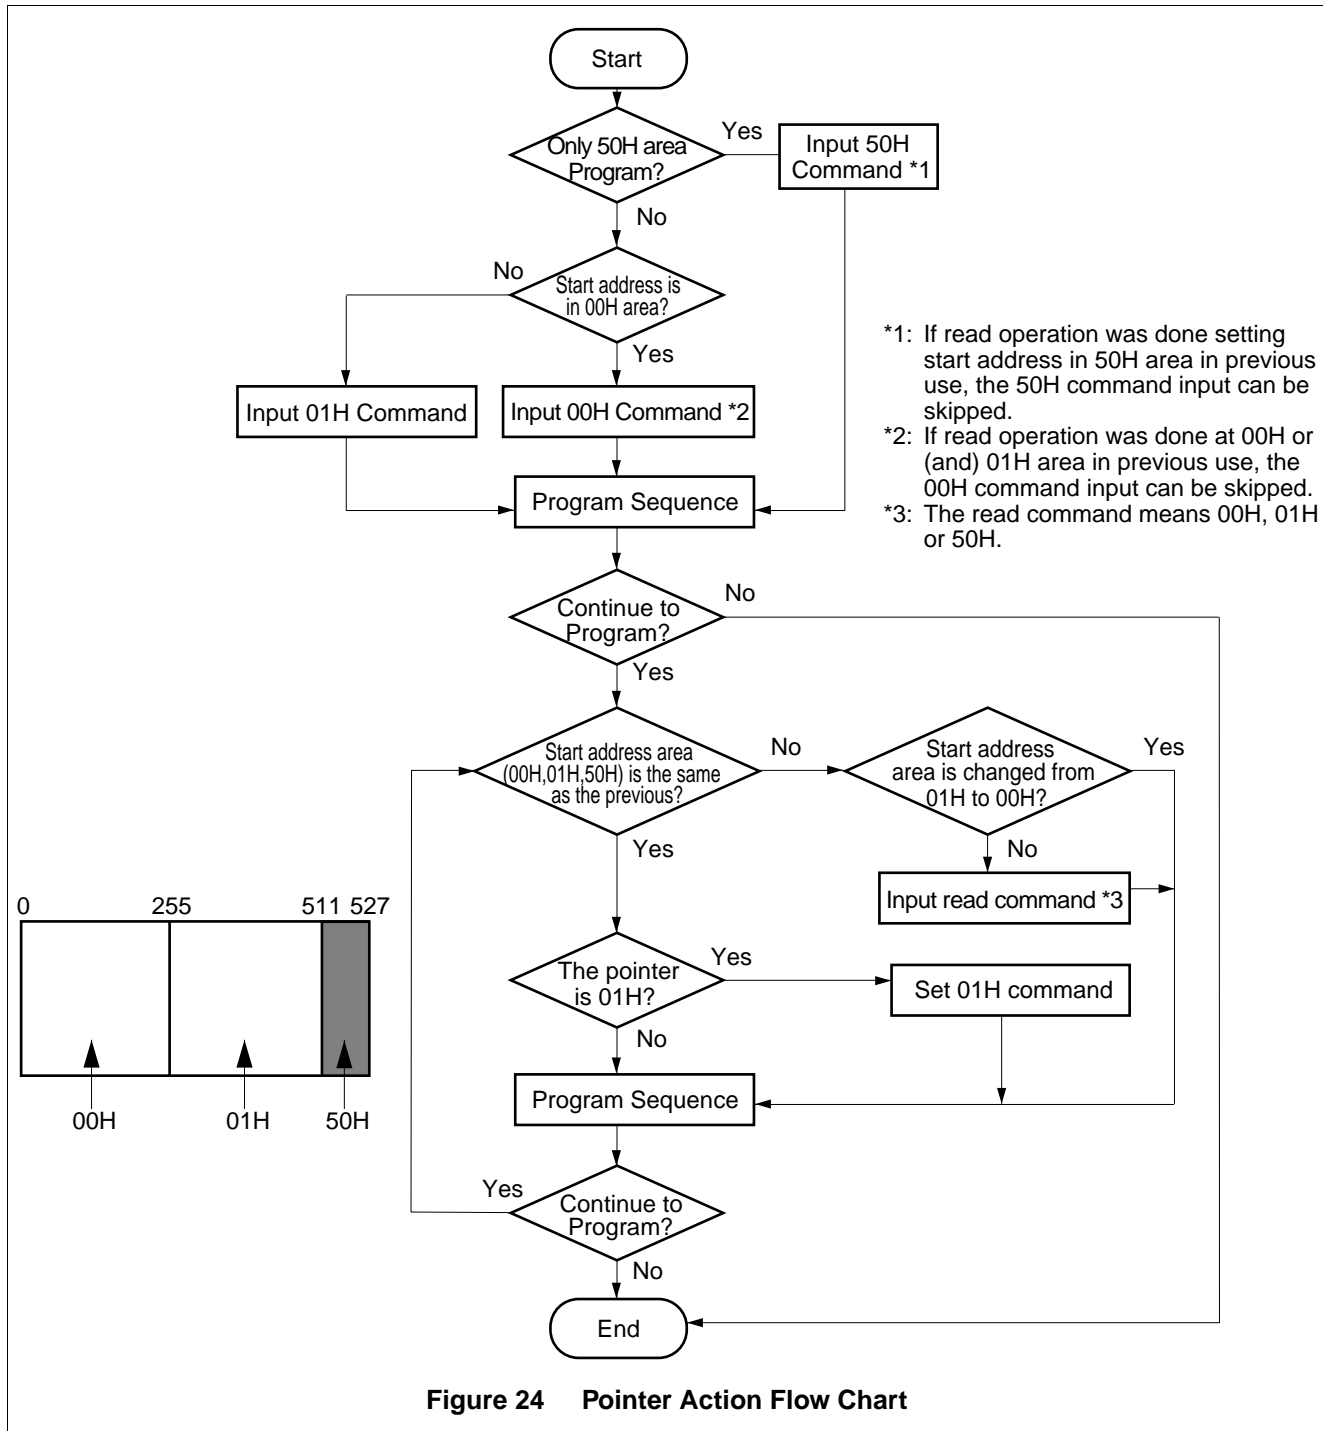 Start
Only 50H area
Program?
Yes
Input 50H
Command *1
No
Start address is
in 00H area?
No
Yes
Input 01H Command
Input 00H Command *2
*1: If read operation was done setting
start address in 50H area in previous
use, the 50H command input can be
skipped.
*2: If read operation was done at 00H or
(and) 01H area in previous use, the
00H command input can be skipped.
*3: The read command means 00H, 01H
or 50H.
Program Sequence
Continue to
Program?
No
Yes
Start address area
(00H,01H,50H) is the same
as the previous?
No
Start address
area is changed from
01H to 00H?
Yes
Yes
No
Input read command *3
0 255 511 527
00H 01H 50H
The pointer
is 01H?
Yes
Set 01H command
No
Program Sequence
Continue to
Program?
Yes
No
End
Figure 24 Pointer Action Flow Chart